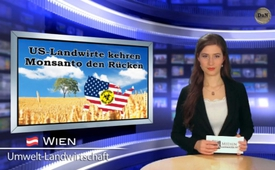 US-Landwirte kehren
Monsanto den Rücken
WIEN
Umwelt-Landwirtschaft